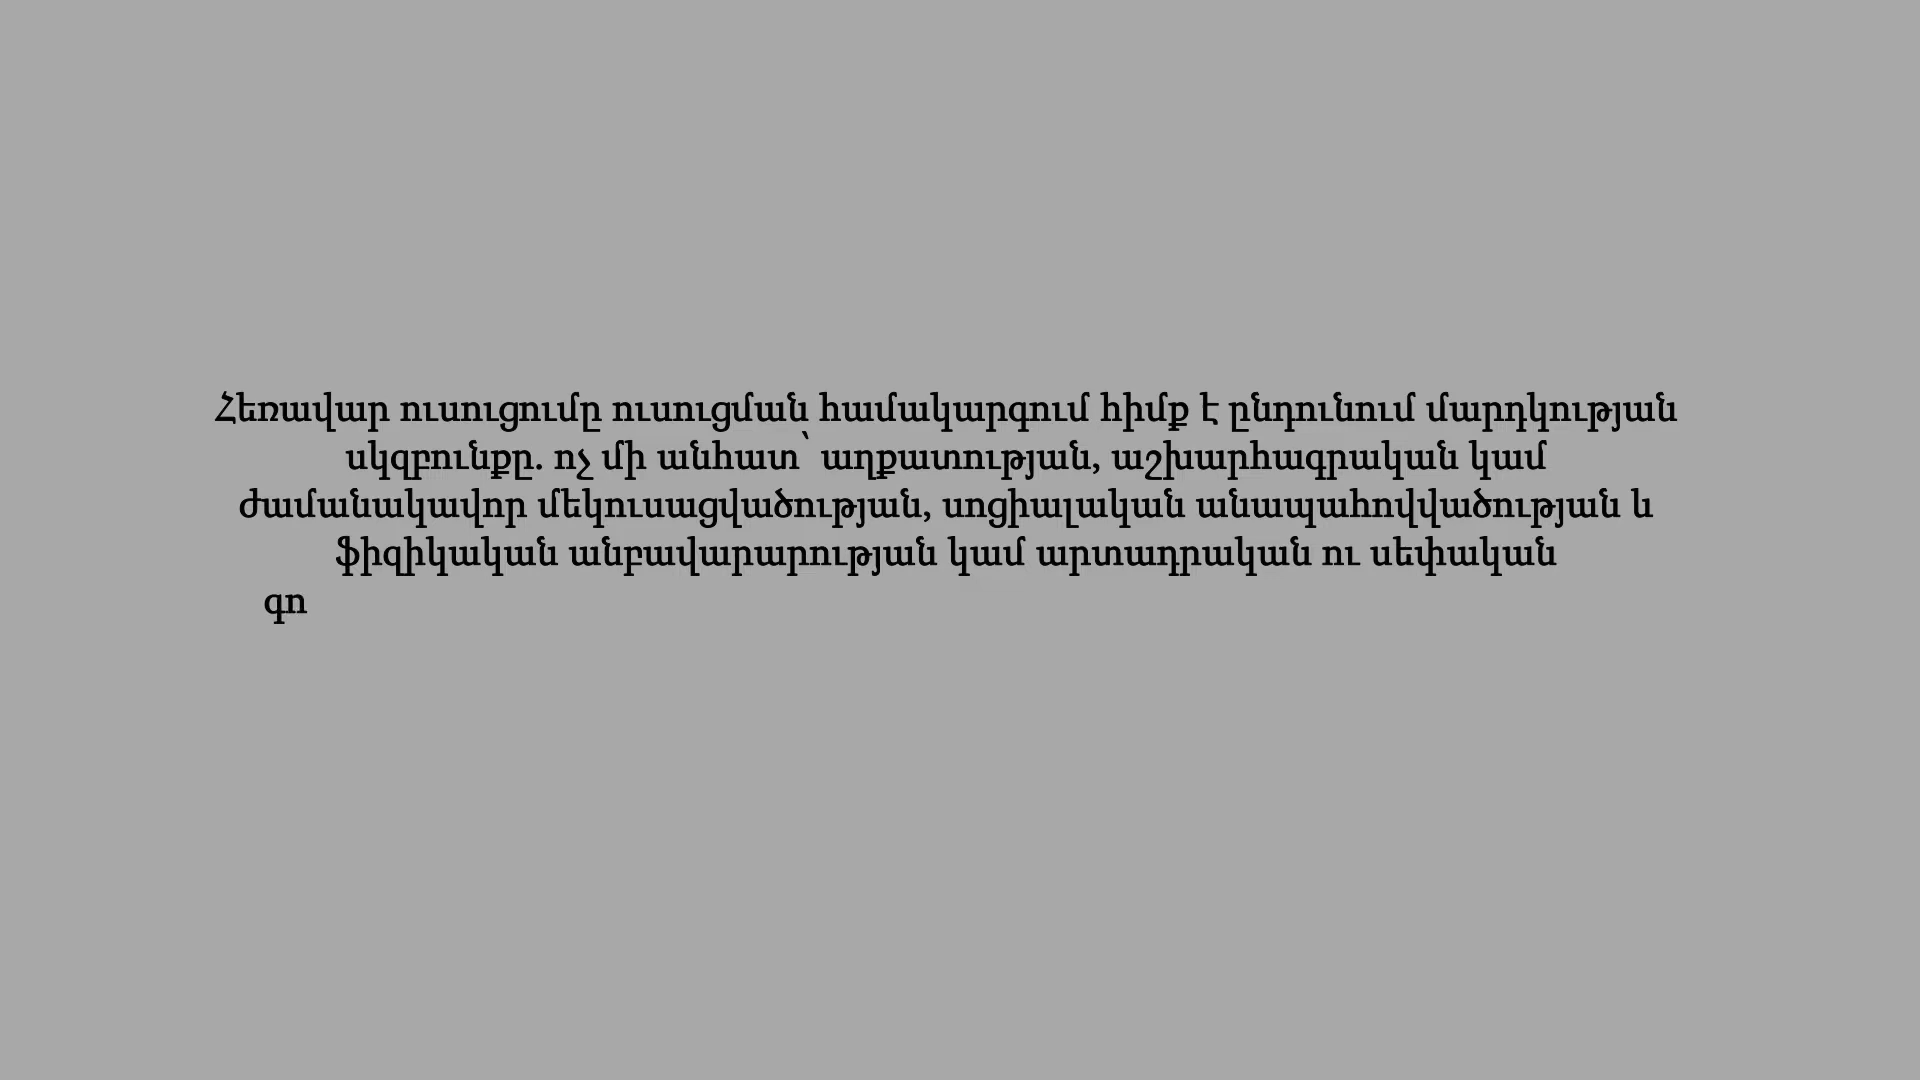 Հեռավար ուսուցումը ուսուցման համակարգում հիմք է ընդունում մարդկության
սկզբունքը. ոչ մի անհատ՝ աղքատության, աշխարհագրական կամ
ժամանակավոր մեկուսացվածության, սոցիալական անապահովվածության և
ֆիզիկական անբավարարության կամ արտադրական ու սեփական
գո